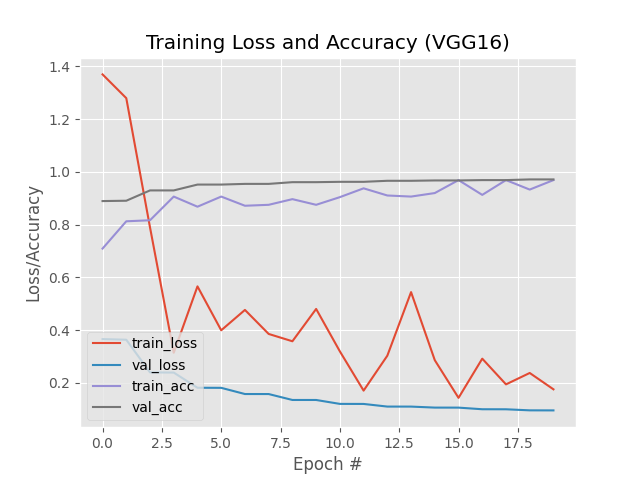 Training Loss and Accuracy (VGG16)
1.4
1.2
1.0
0.8
0.6
0.4
0.2
Loss/Accuracy
train_loss
val_loss
train_acc
val_acc
0.0 2.5 5.0 7.5 10.0 12.5 15.0 17.5
Epoch #